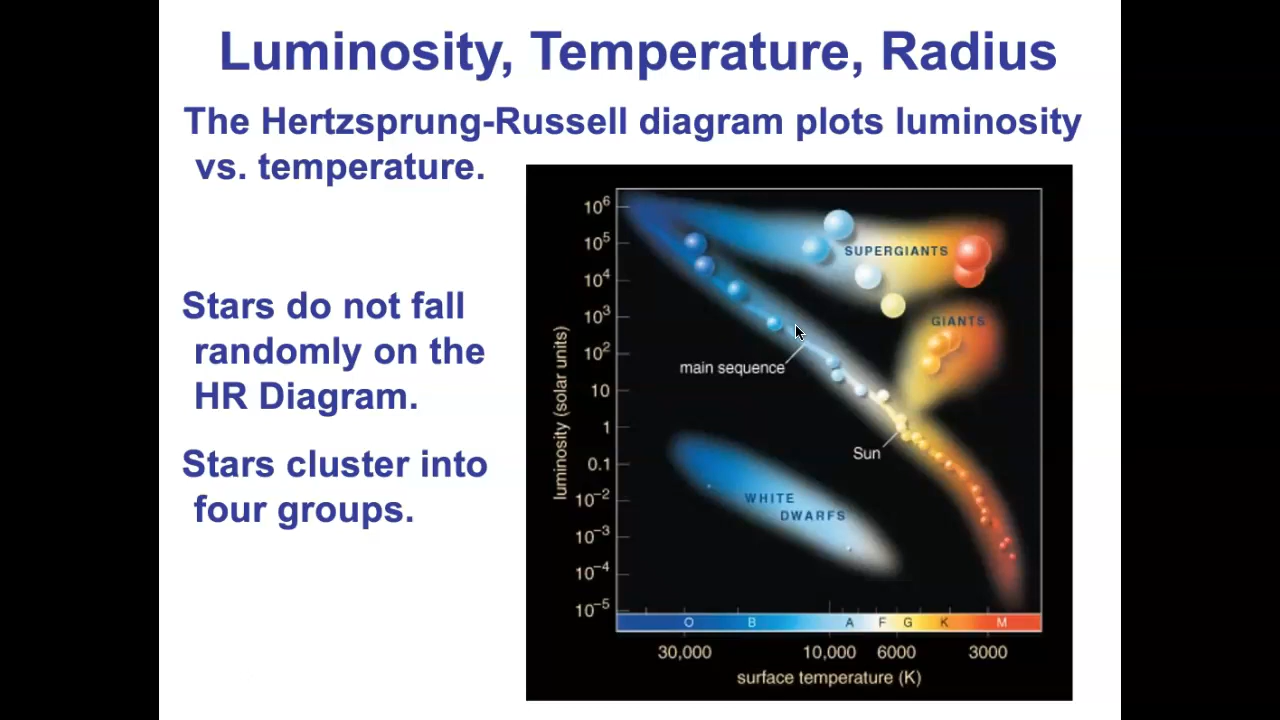 Luminosity, Temperature, Radius
The Hertzsprung-Russell diagram plots luminosity
vs. temperature.
Stars do not fall
randomly on the
HR Diagram.
Stars cluster into
four groups.
luminosity (solar units)
10⁶
10⁵
10⁴
10³
10²
10
1
0.1
10⁻²
10⁻³
10⁻⁴
10⁻⁵
SUPERGIANTS
GIANTS
main sequence
Sun
WHITE
DWARFS
O B A F G K M
30,000 10,000 6000 3000
surface temperature (K)